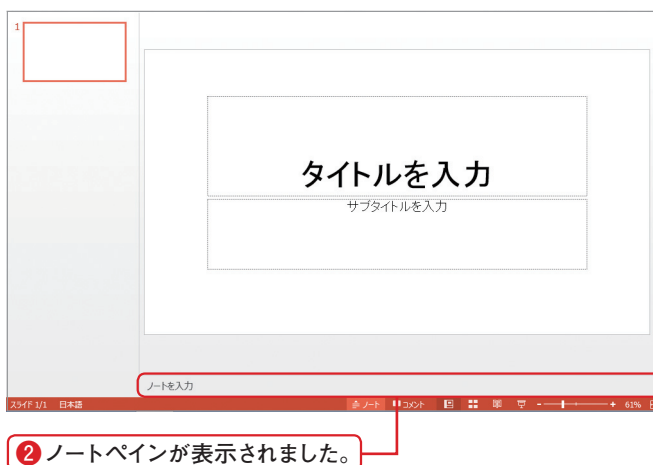 1
タイトルを入力
サブタイトルを入力
ノートを入力
スライド 1/1 日本語 ノート コメント - + 61%
❷ ノートペインが表示されました。